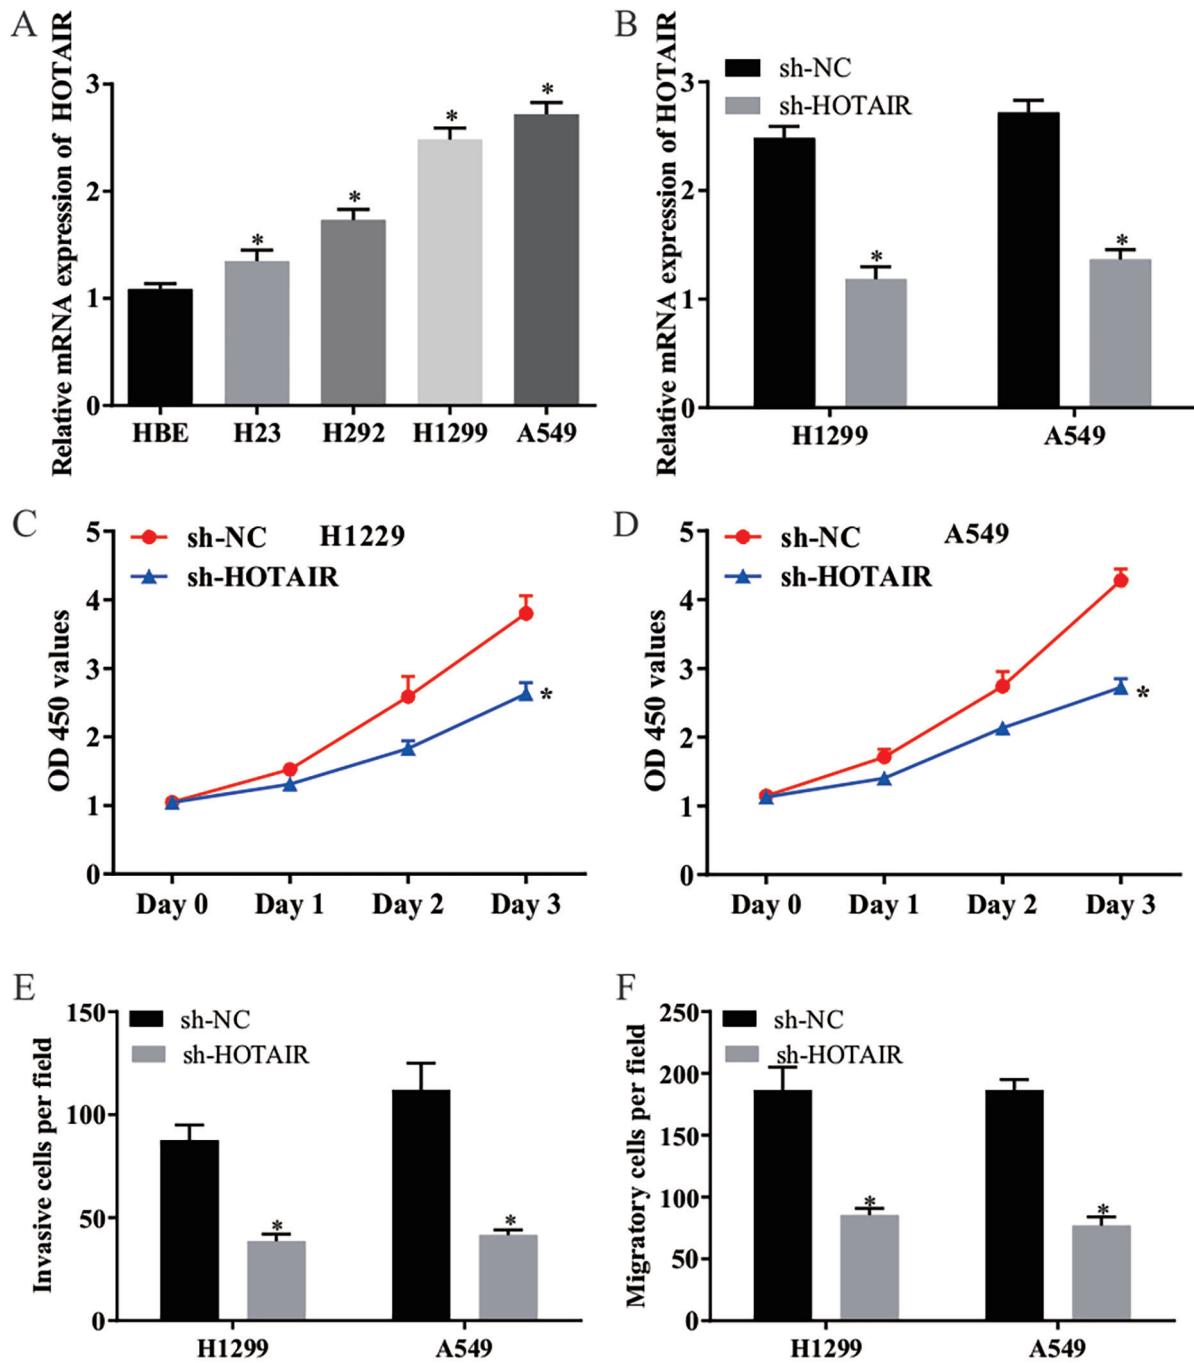 A
Relative mRNA expression of HOTAIR
3
2
1
0
*
*
*
*
HBE H23 H292 H1299 A549
B
Relative mRNA expression of HOTAIR
sh-NC
sh-HOTAIR
3
2
1
0
*
*
H1299 A549
C
OD 450 values
sh-NC H1229
sh-HOTAIR
5
4
3
2
1
0
*
Day 0 Day 1 Day 2 Day 3
D
OD 450 values
sh-NC A549
sh-HOTAIR
5
4
3
2
1
0
*
Day 0 Day 1 Day 2 Day 3
E
Invasive cells per field
sh-NC
sh-HOTAIR
150
100
50
0
*
*
H1299 A549
F
Migratory cells per field
sh-NC
sh-HOTAIR
250
200
150
100
50
0
*
*
H1299 A549